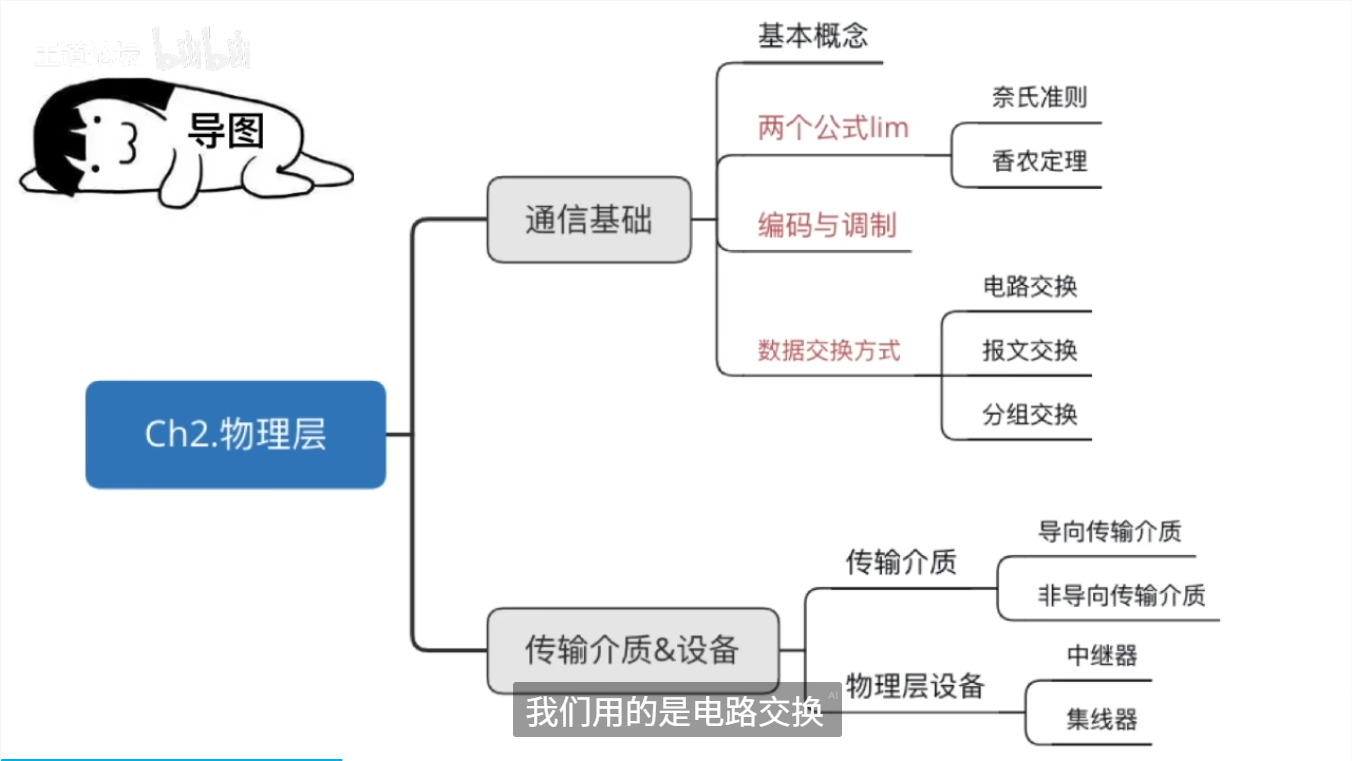 王道论坛 bilibili
导图
基本概念
两个公式lim
奈氏准则
香农定理
通信基础
编码与调制
数据交换方式
电路交换
报文交换
分组交换
Ch2.物理层
传输介质&设备
传输介质
导向传输介质
非导向传输介质
物理层设备
中继器
集线器
AI
我们用的是电路交换